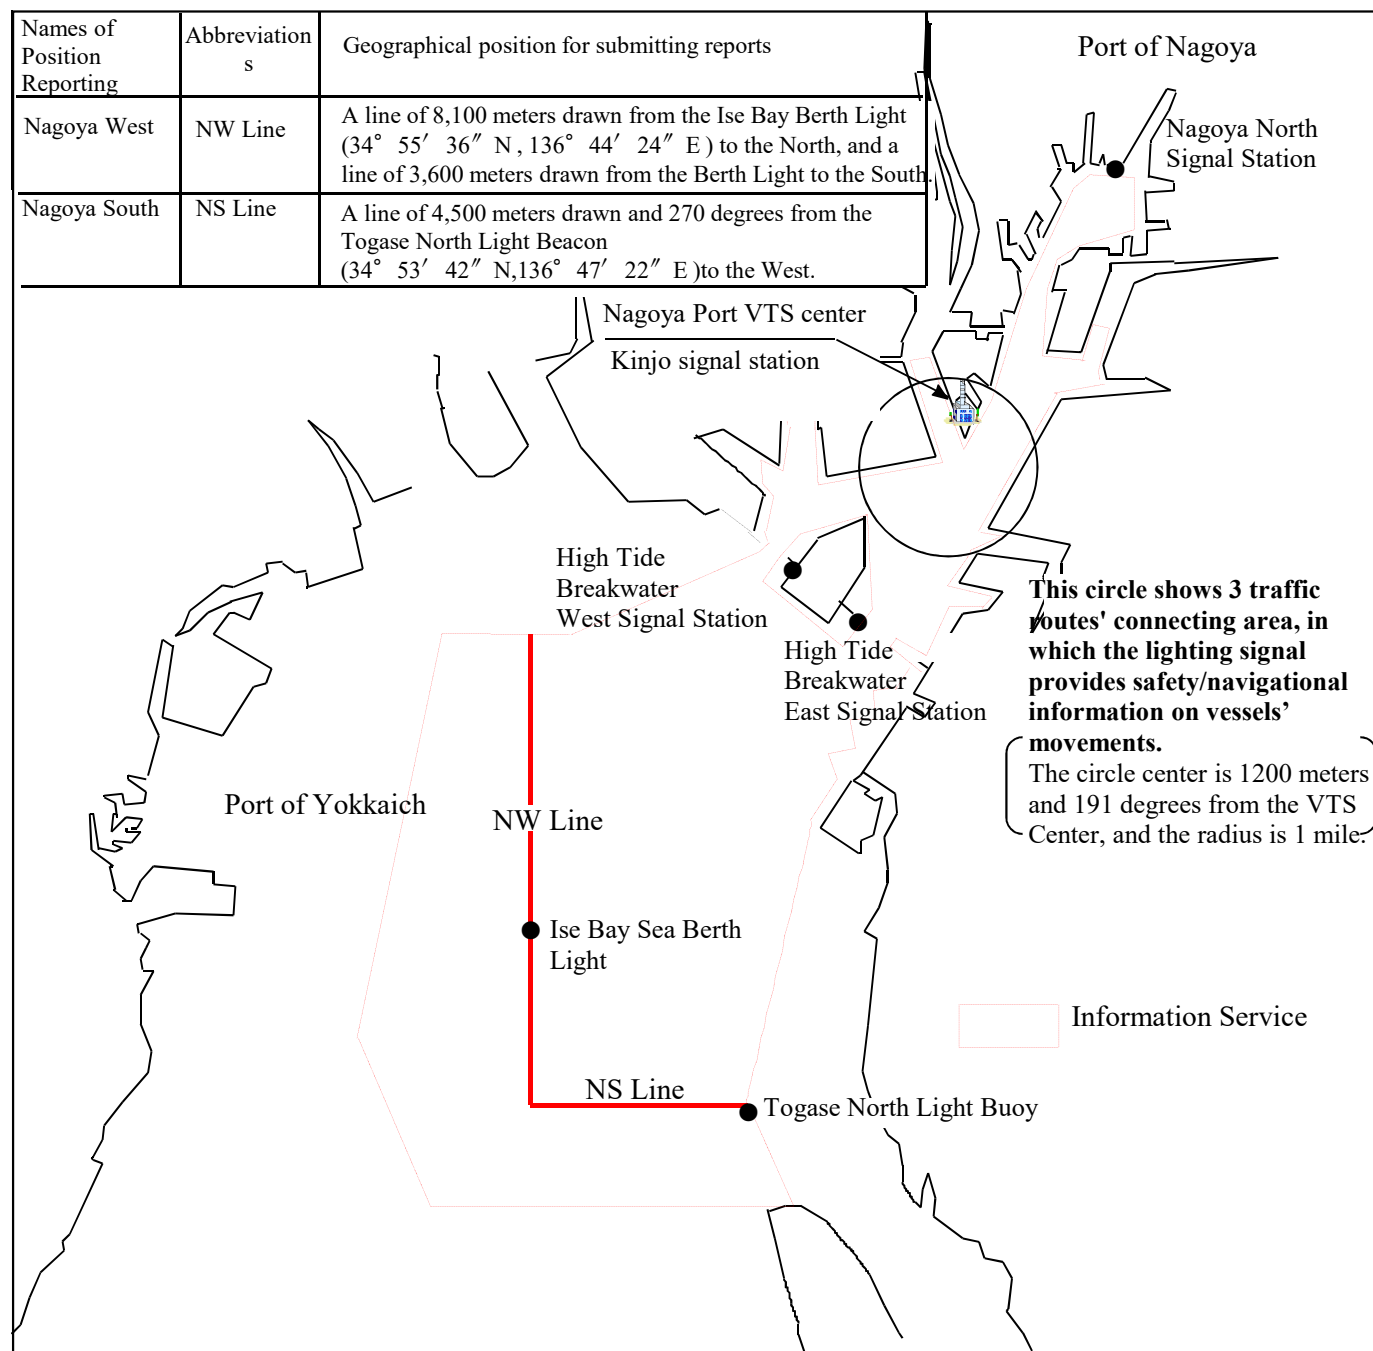 Names of
Position
Reporting
Abbreviation
s
Geographical position for submitting reports
Nagoya West
NW Line
A line of 8,100 meters drawn from the Ise Bay Berth Light
(34° 55′ 36″ N , 136° 44′ 24″ E ) to the North, and a
line of 3,600 meters drawn from the Berth Light to the South.
Nagoya South
NS Line
A line of 4,500 meters drawn and 270 degrees from the
Togase North Light Beacon
(34° 53′ 42″ N,136° 47′ 22″ E )to the West.
Port of Nagoya
Nagoya North
Signal Station
Nagoya Port VTS center
Kinjo signal station
High Tide
Breakwater
West Signal Station
High Tide
Breakwater
East Signal Station
This circle shows 3 traffic
routes' connecting area, in
which the lighting signal
provides safety/navigational
information on vessels’
movements.
The circle center is 1200 meters
and 191 degrees from the VTS
Center, and the radius is 1 mile.
Port of Yokkaich
NW Line
Ise Bay Sea Berth
Light
Information Service
NS Line
Togase North Light Buoy